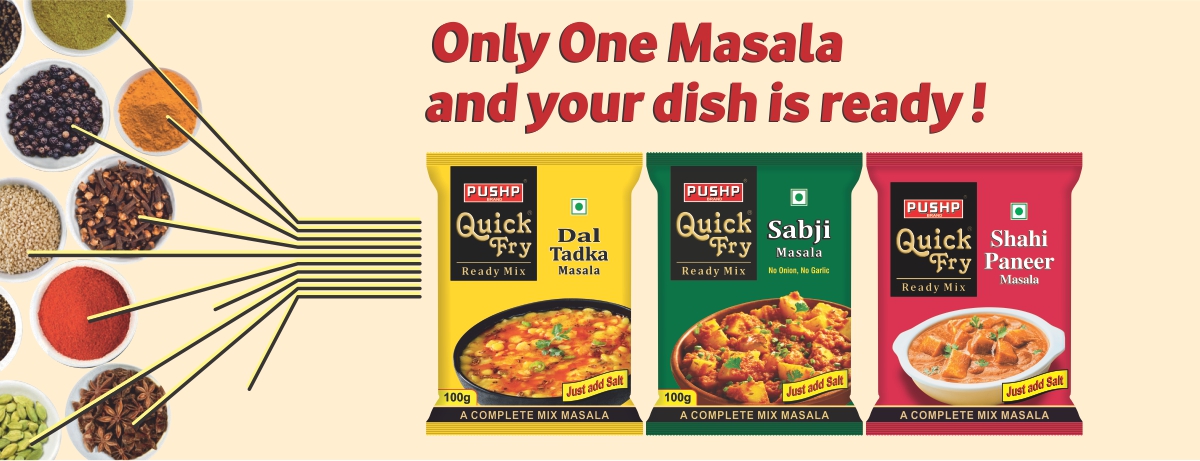 Only One Masala
and your dish is ready !
PUSHP
BRAND
Quick
Fry
Ready Mix
Dal
Tadka
Masala
Just add Salt
100g
A COMPLETE MIX MASALA
PUSHP
BRAND
Quick
Fry
Ready Mix
Sabji
Masala
No Onion, No Garlic
Just add Salt
100g
A COMPLETE MIX MASALA
PUSHP
BRAND
Quick
Fry
Ready Mix
Shahi
Paneer
Masala
Just add Salt
A COMPLETE MIX MASALA